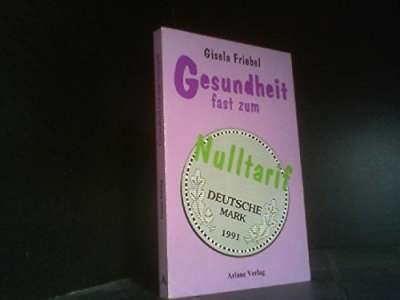 Gisela Friebel
Gesundheit
fast zum
Nulltarif
DEUTSCHE
MARK
1991
Ariane Verlag